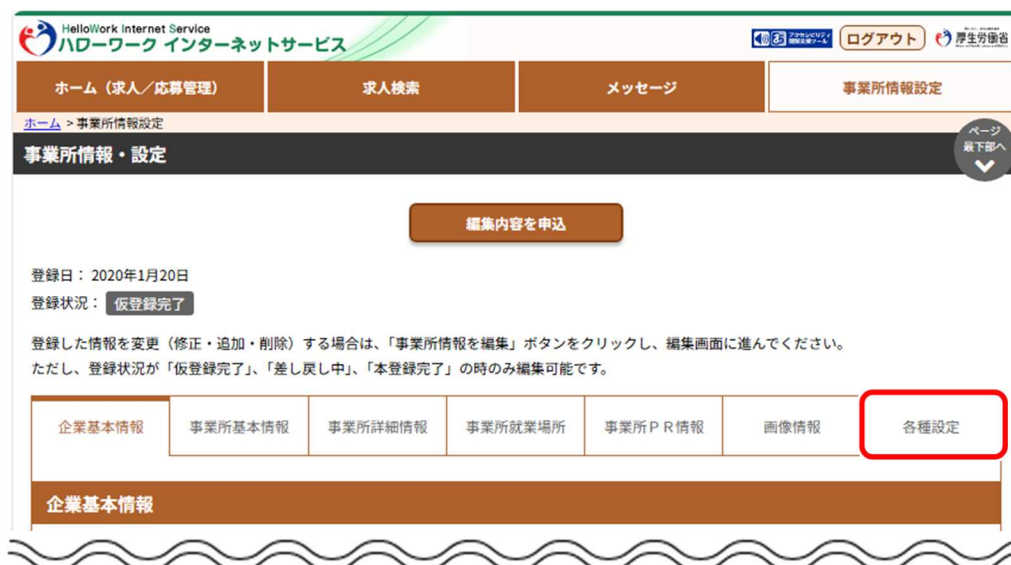 HelloWork Internet Service
ハローワーク インターネットサービス
ログアウト
厚生労働省
ホーム（求人／応募管理）
求人検索
メッセージ
事業所情報設定
ホーム > 事業所情報設定
ページ
最下部へ
事業所情報・設定
編集内容を申込
登録日： 2020年1月20日
登録状況： 仮登録完了
登録した情報を変更（修正・追加・削除）する場合は、「事業所情報を編集」ボタンをクリックし、編集画面に進んでください。
ただし、登録状況が「仮登録完了」、「差し戻し中」、「本登録完了」の時のみ編集可能です。
企業基本情報
事業所基本情報
事業所詳細情報
事業所就業場所
事業所ＰＲ情報
画像情報
各種設定
企業基本情報